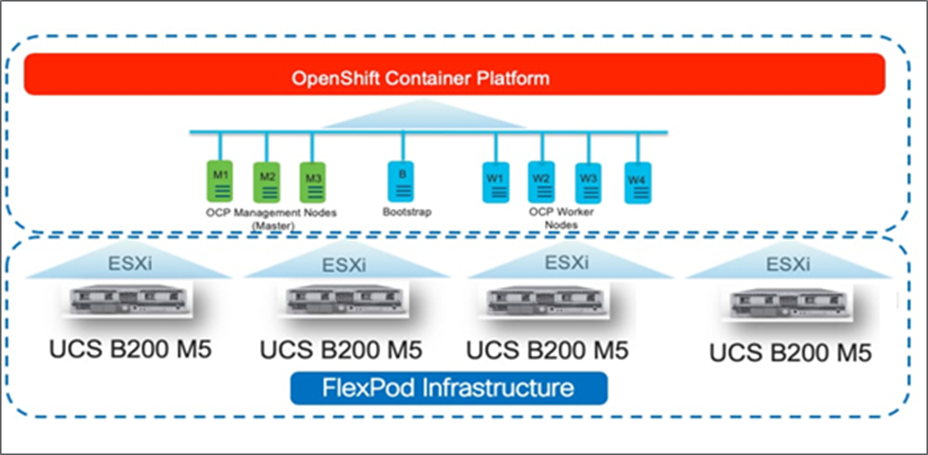 OpenShift Container Platform
M1 M2 M3 B W1 W2 W3 W4
OCP Management Nodes
(Master)
Bootstrap
OCP Worker
Nodes
ESXi ESXi ESXi ESXi
UCS B200 M5 UCS B200 M5 UCS B200 M5 UCS B200 M5
FlexPod Infrastructure